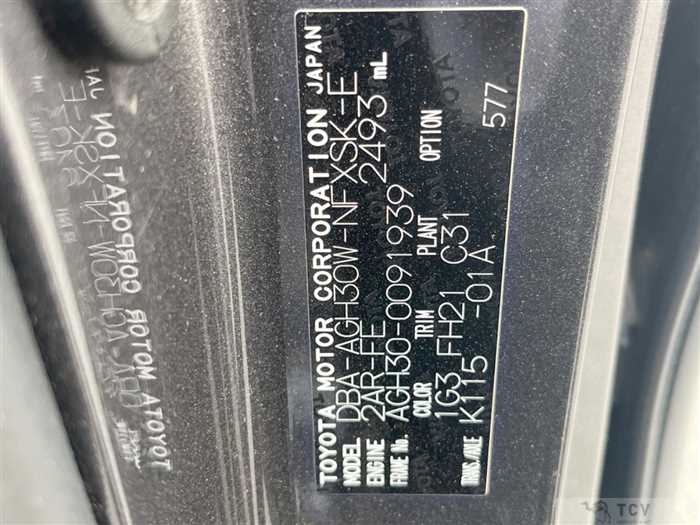 TOYOTA MOTOR CORPORATION JAPAN
MODEL DBA-AGH30W-NFXSK-E
ENGINE 2AR-FE 2493 mL
FRAME No. AGH30-0091939
COLOR TRIM PLANT OPTION
1G3 FH21 C31 577
TRANS./AXLE K115 -01A
TCV